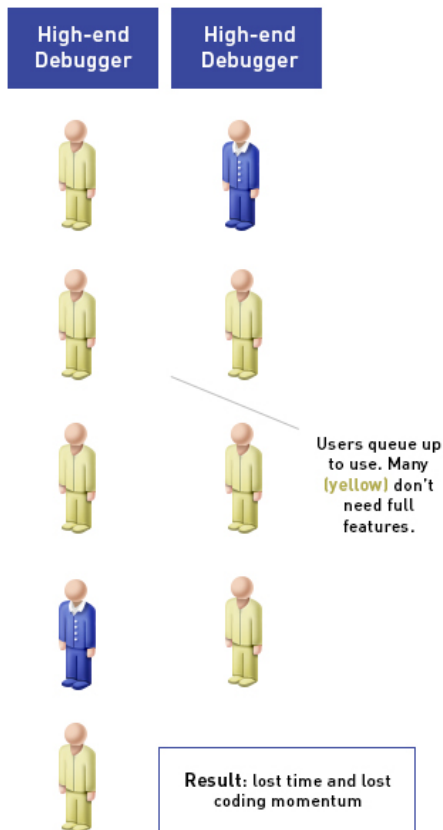 High-end
Debugger
High-end
Debugger
Users queue up
to use. Many
(yellow) don't
need full
features.
Result: lost time and lost
coding momentum